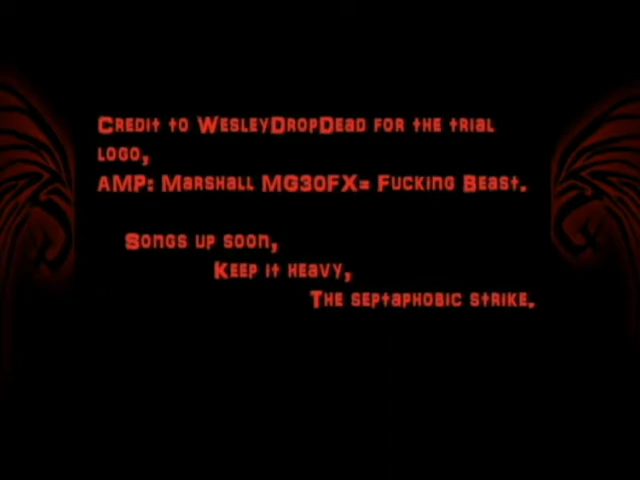 Credit to WesleyDropDead for the trial
logo,
AMP: Marshall MG30FX= Fucking Beast.
Songs up soon,
Keep it heavy,
The septaphobic strike.